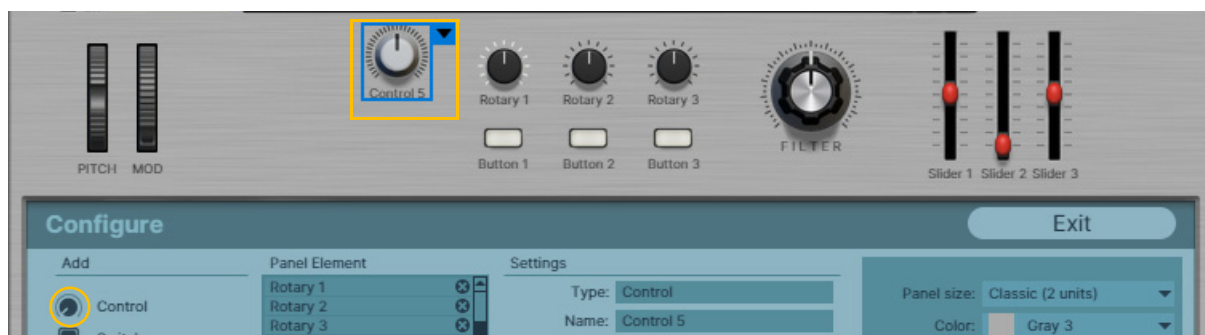 Control 5
Rotary 1
Rotary 2
Rotary 3
Button 1
Button 2
Button 3
FILTER
PITCH
MOD
Slider 1
Slider 2
Slider 3
Configure
Exit
Add
Control
Panel Element
Rotary 1
Rotary 2
Rotary 3
Settings
Type: Control
Name: Control 5
Panel size: Classic (2 units)
Color: Gray 3